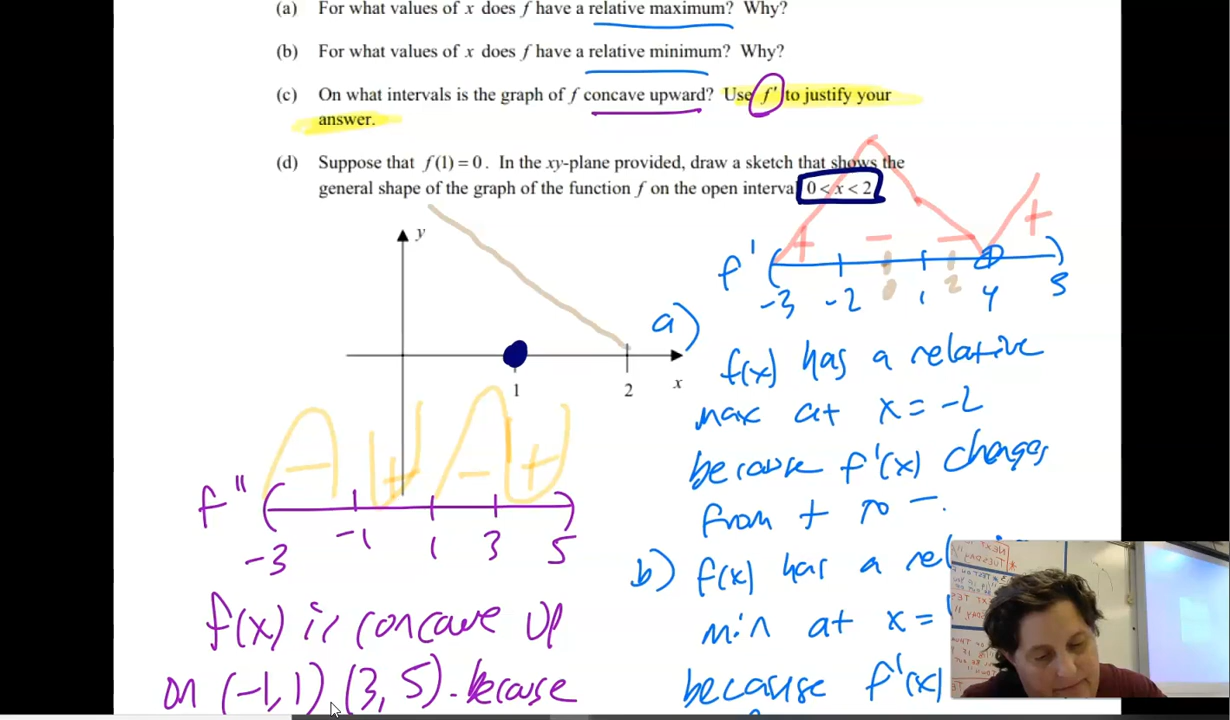 (a) For what values of x does f have a relative maximum? Why?
(b) For what values of x does f have a relative minimum? Why?
(c) On what intervals is the graph of f concave upward? Use f′ to justify your
answer.
(d) Suppose that f(1) = 0. In the xy-plane provided, draw a sketch that shows the
general shape of the graph of the function f on the open interva 0 < x < 2
y
1
2
x
f'
+ − − +
-3 -2 0 1 2 4 5
a)
f(x) has a relative
max at x = -2
because f'(x) changes
from + to -.
b) f(x) has a rel
min at x =
because f'(x)
f"
− + − +
-3 -1 1 3 5
f(x) is concave up
on (-1,1), (3,5). because